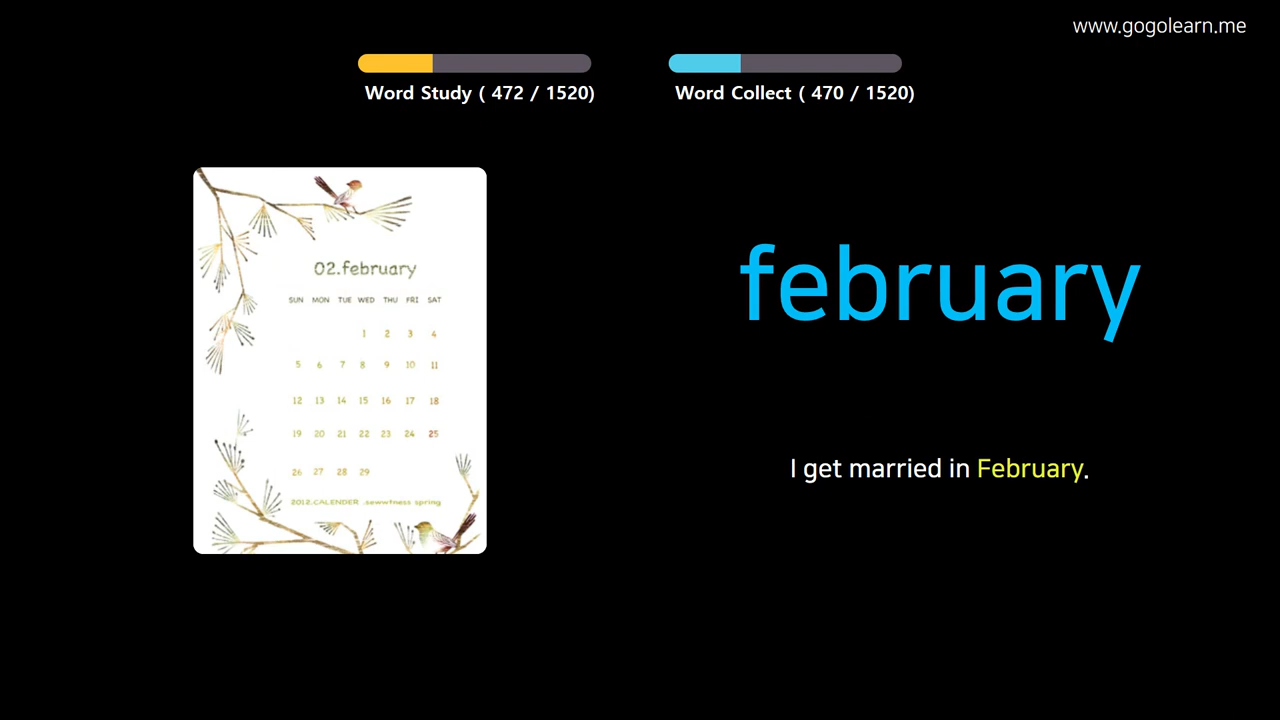 www.gogolearn.me
Word Study ( 472 / 1520)
Word Collect ( 470 / 1520)
02.february
SUN MON TUE WED THU FRI SAT
1 2 3 4
5 6 7 8 9 10 11
12 13 14 15 16 17 18
19 20 21 22 23 24 25
26 27 28 29
2012.CALENDER .sewwtness spring
february
I get married in February.